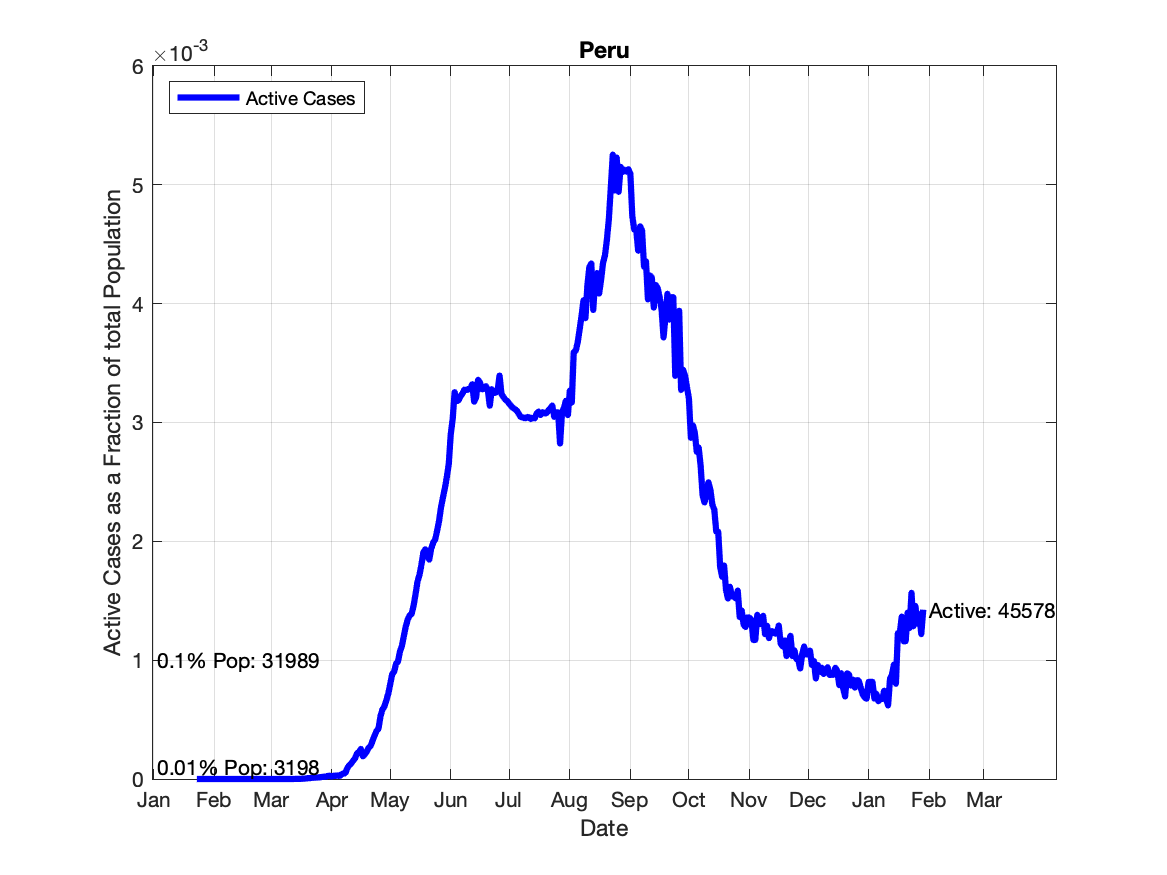 Peru
×10-3
Active Cases
6
5
4
3
2
1
0
Active Cases as a Fraction of total Population
0.1% Pop: 31989
0.01% Pop: 3198
Active: 45578
Jan Feb Mar Apr May Jun Jul Aug Sep Oct Nov Dec Jan Feb Mar
Date